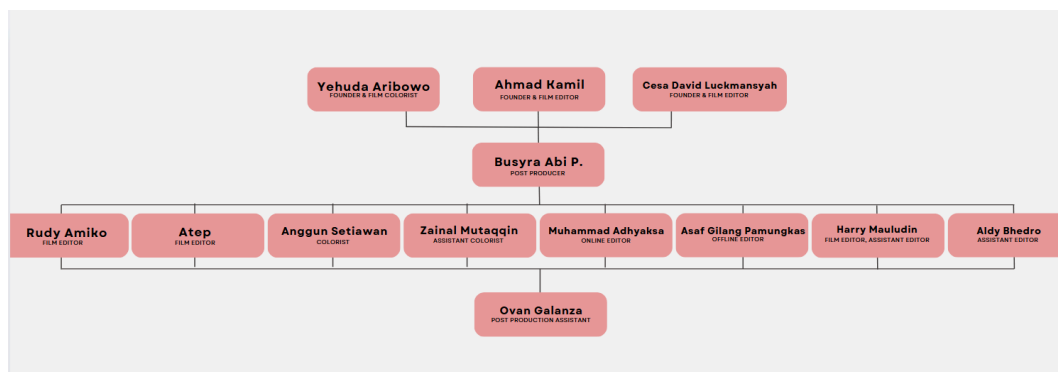 Yehuda Aribowo
FOUNDER & FILM COLORIST
Ahmad Kamil
FOUNDER & FILM EDITOR
Cesa David Luckmansyah
FOUNDER & FILM EDITOR
Busyra Abi P.
POST PRODUCER
Rudy Amiko
FILM EDITOR
Atep
FILM EDITOR
Anggun Setiawan
COLORIST
Zainal Mutaqqin
ASSISTANT COLORIST
Muhammad Adhyaksa
ONLINE EDITOR
Asaf Gilang Pamungkas
OFFLINE EDITOR
Harry Mauludin
FILM EDITOR, ASSISTANT EDITOR
Aldy Bhedro
ASSISTANT EDITOR
Ovan Galanza
POST PRODUCTION ASSISTANT